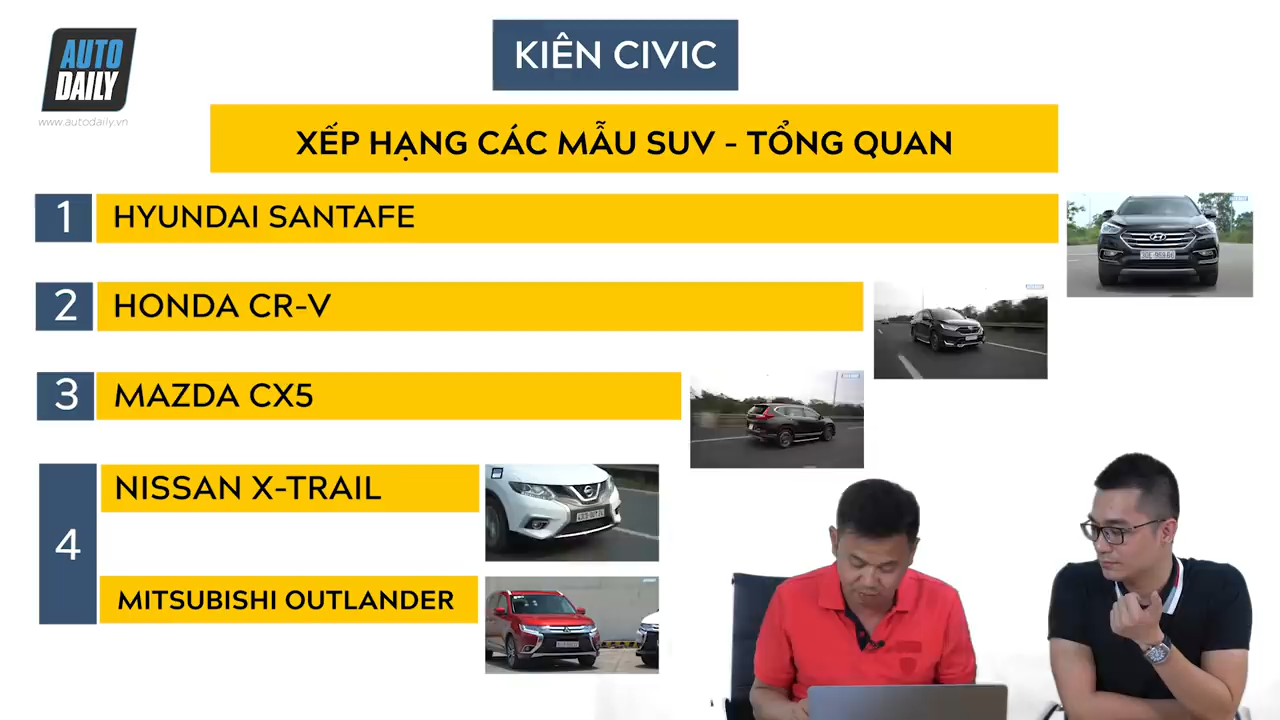 AUTO
DAILY
www.autodaily.vn
KIÊN CIVIC
XẾP HẠNG CÁC MẪU SUV - TỔNG QUAN
1 HYUNDAI SANTAFE
2 HONDA CR-V
3 MAZDA CX5
4
NISSAN X-TRAIL
MITSUBISHI OUTLANDER